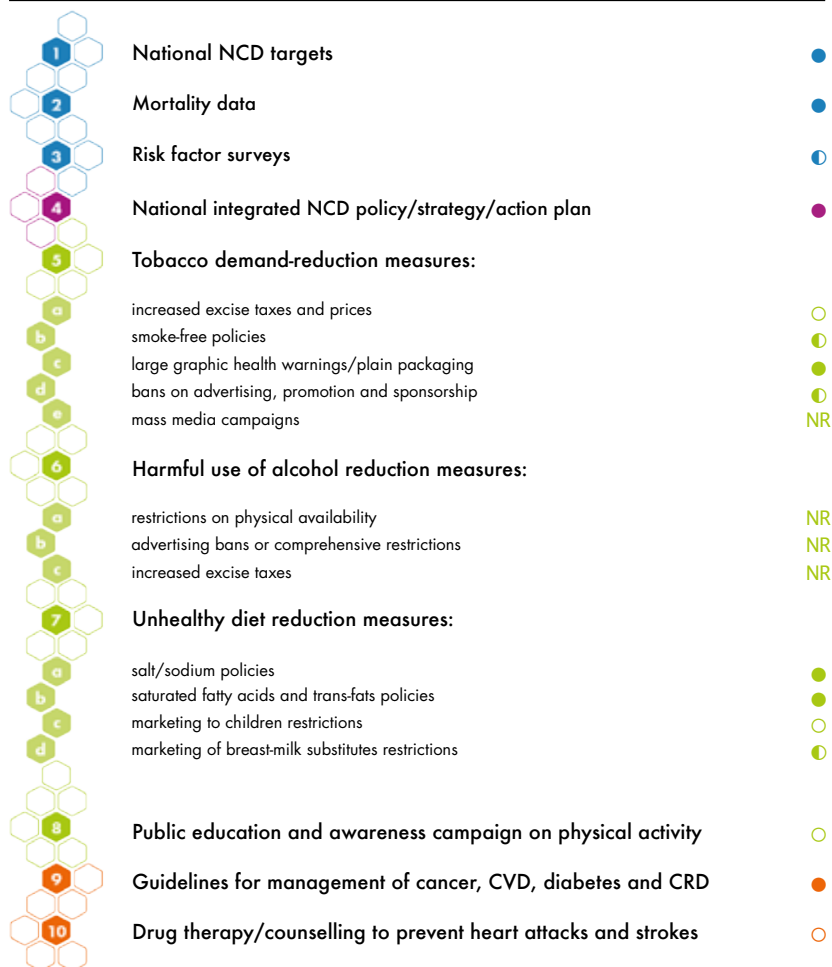 1 National NCD targets ●
2 Mortality data ●
3 Risk factor surveys ◐
4 National integrated NCD policy/strategy/action plan ●
5 Tobacco demand-reduction measures:
a increased excise taxes and prices ○
b smoke-free policies ◐
c large graphic health warnings/plain packaging ●
d bans on advertising, promotion and sponsorship ◐
e mass media campaigns NR
6 Harmful use of alcohol reduction measures:
a restrictions on physical availability NR
b advertising bans or comprehensive restrictions NR
c increased excise taxes NR
7 Unhealthy diet reduction measures:
a salt/sodium policies ●
b saturated fatty acids and trans-fats policies ●
c marketing to children restrictions ○
d marketing of breast-milk substitutes restrictions ◐
8 Public education and awareness campaign on physical activity ○
9 Guidelines for management of cancer, CVD, diabetes and CRD ●
10 Drug therapy/counselling to prevent heart attacks and strokes ○